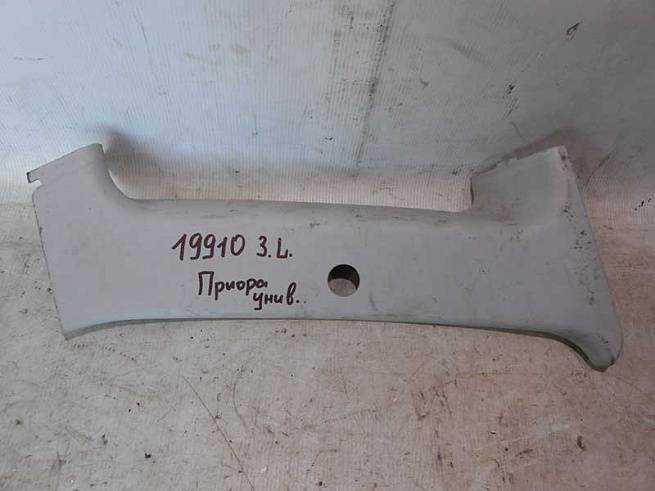 19910 З.L.
Приора
унив.